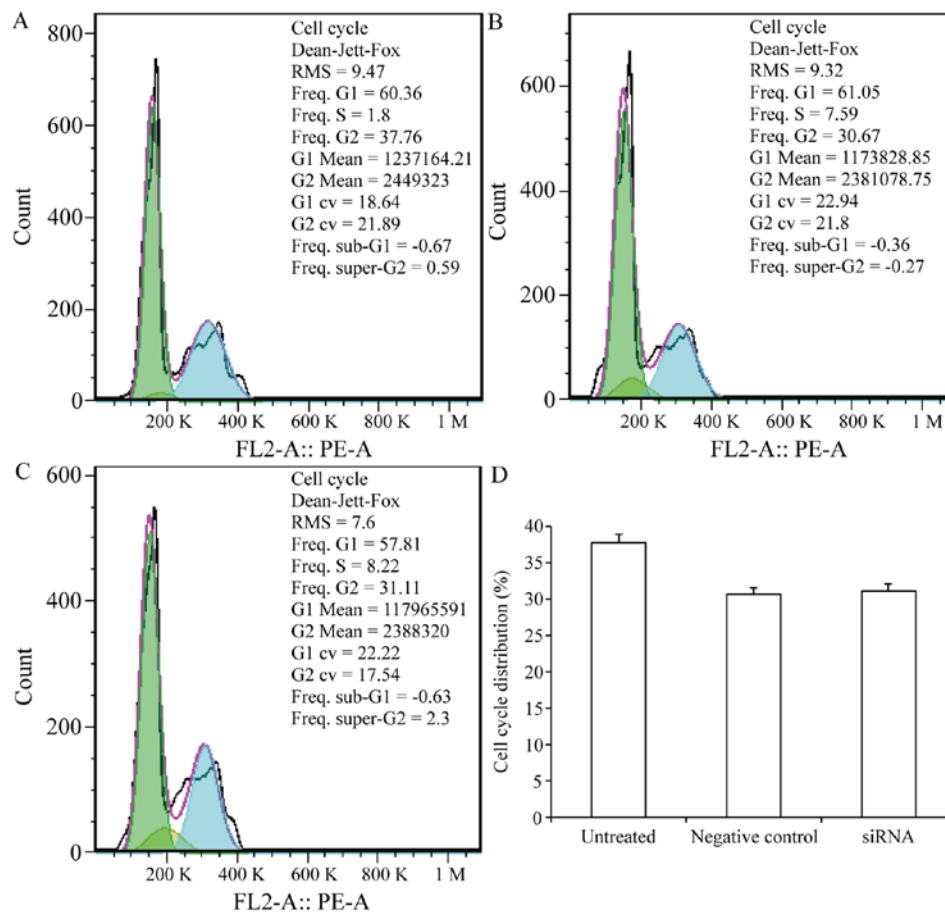 A
800
600
400
200
0
Count
200 K 400 K 600 K 800 K 1 M
FL2-A:: PE-A
Cell cycle
Dean-Jett-Fox
RMS = 9.47
Freq. G1 = 60.36
Freq. S = 1.8
Freq. G2 = 37.76
G1 Mean = 1237164.21
G2 Mean = 2449323
G1 cv = 18.64
G2 cv = 21.89
Freq. sub-G1 = -0.67
Freq. super-G2 = 0.59
B
600
400
200
0
Count
200 K 400 K 600 K 800 K 1 M
FL2-A:: PE-A
Cell cycle
Dean-Jett-Fox
RMS = 9.32
Freq. G1 = 61.05
Freq. S = 7.59
Freq. G2 = 30.67
G1 Mean = 1173828.85
G2 Mean = 2381078.75
G1 cv = 22.94
G2 cv = 21.8
Freq. sub-G1 = -0.36
Freq. super-G2 = -0.27
C
600
400
200
0
Count
200 K 400 K 600 K 800 K 1 M
FL2-A:: PE-A
Cell cycle
Dean-Jett-Fox
RMS = 7.6
Freq. G1 = 57.81
Freq. S = 8.22
Freq. G2 = 31.11
G1 Mean = 117965591
G2 Mean = 2388320
G1 cv = 22.22
G2 cv = 17.54
Freq. sub-G1 = -0.63
Freq. super-G2 = 2.3
D
40
35
30
25
20
15
10
5
0
Cell cycle distribution (%)
Untreated Negative control siRNA